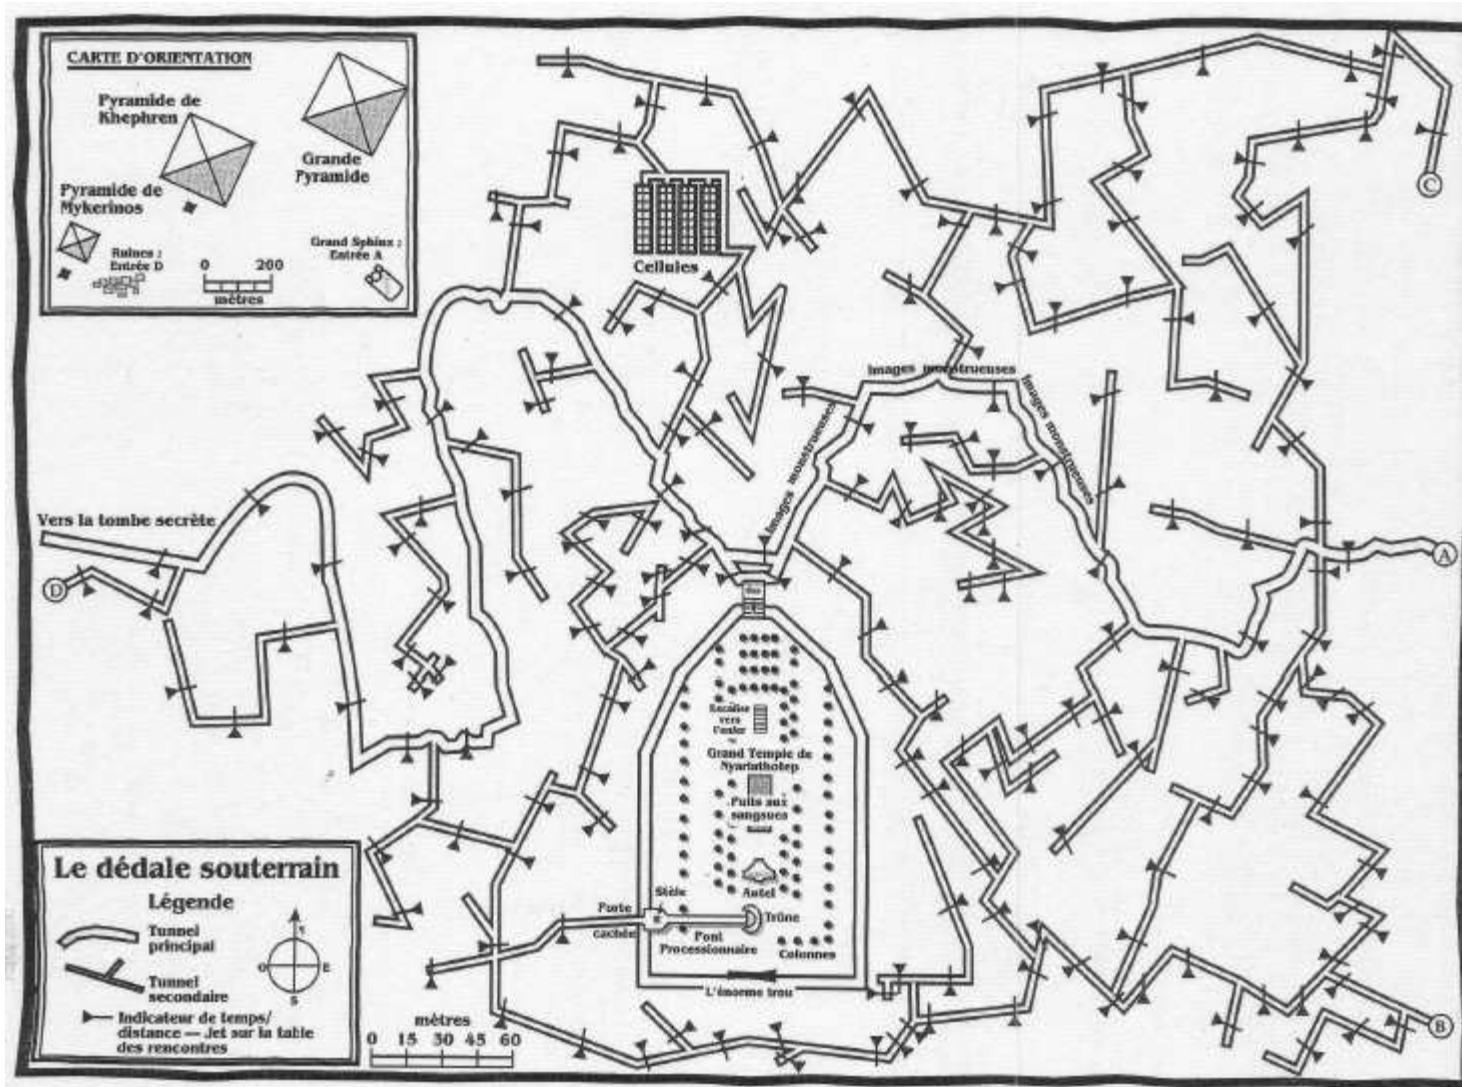 CARTE D'ORIENTATION
Pyramide de
Khephren
Grande
Pyramide
Pyramide de
Mykerinos
Ruines :
Entrée D
0 200
mètres
Grand Sphinx :
Entrée A
Cellules
C
Images monstrueuses
Images monstrueuses
Images monstrueuses
Vers la tombe secrète
D
A
Escalier
vers
l'enfer
Grand Temple de
Nyarlathotep
Puits aux
sangsues
Autel
Stèle
Porte
cachée
Trône
Pont
Processionnaire
Colonnes
L'énorme trou
B
Le dédale souterrain
Légende
Tunnel
principal
Tunnel
secondaire
O E
S
Indicateur de temps/
distance — Jet sur la table
des rencontres
mètres
0 15 30 45 60